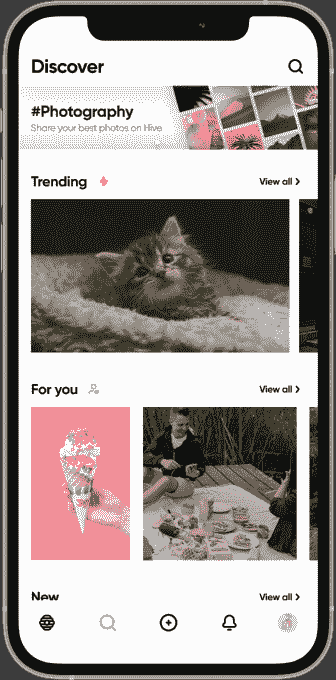 Discover
#Photography
Share your best photos on Hive
Trending
View all
For you
View all
New
View all